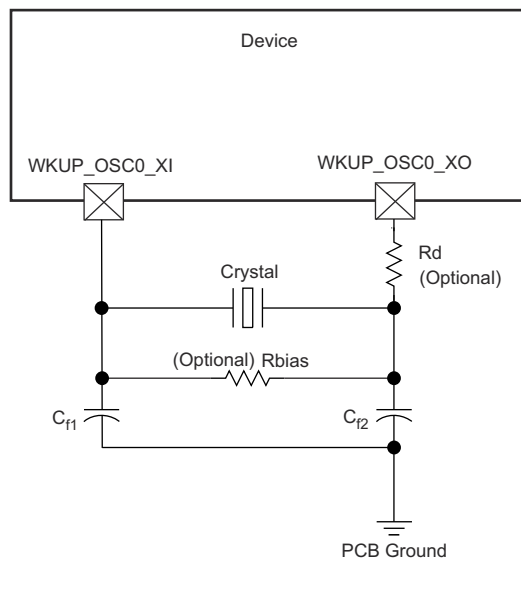 Device
WKUP_OSC0_XI
WKUP_OSC0_XO
Rd
(Optional)
Crystal
(Optional) Rbias
Cf1
Cf2
PCB Ground